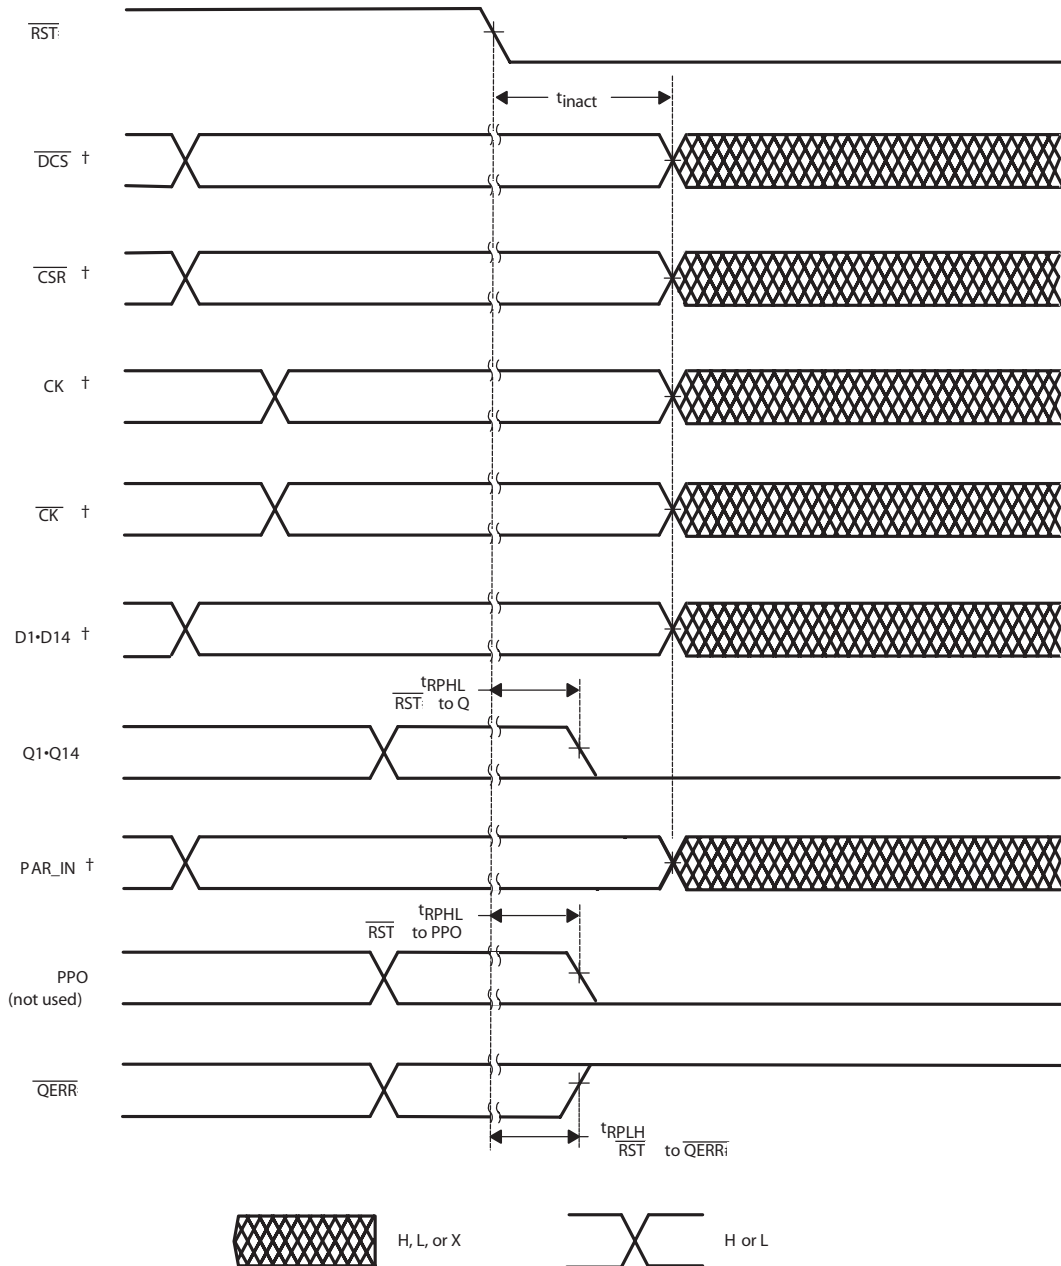 RST
tinact
DCS †
CSR †
CK †
CK †
D1•D14 †
tRPHL
RST to Q
Q1•Q14
PAR_IN †
tRPHL
RST to PPO
PPO
(not used)
QERR
tRPLH
RST to QERR
H, L, or X
H or L